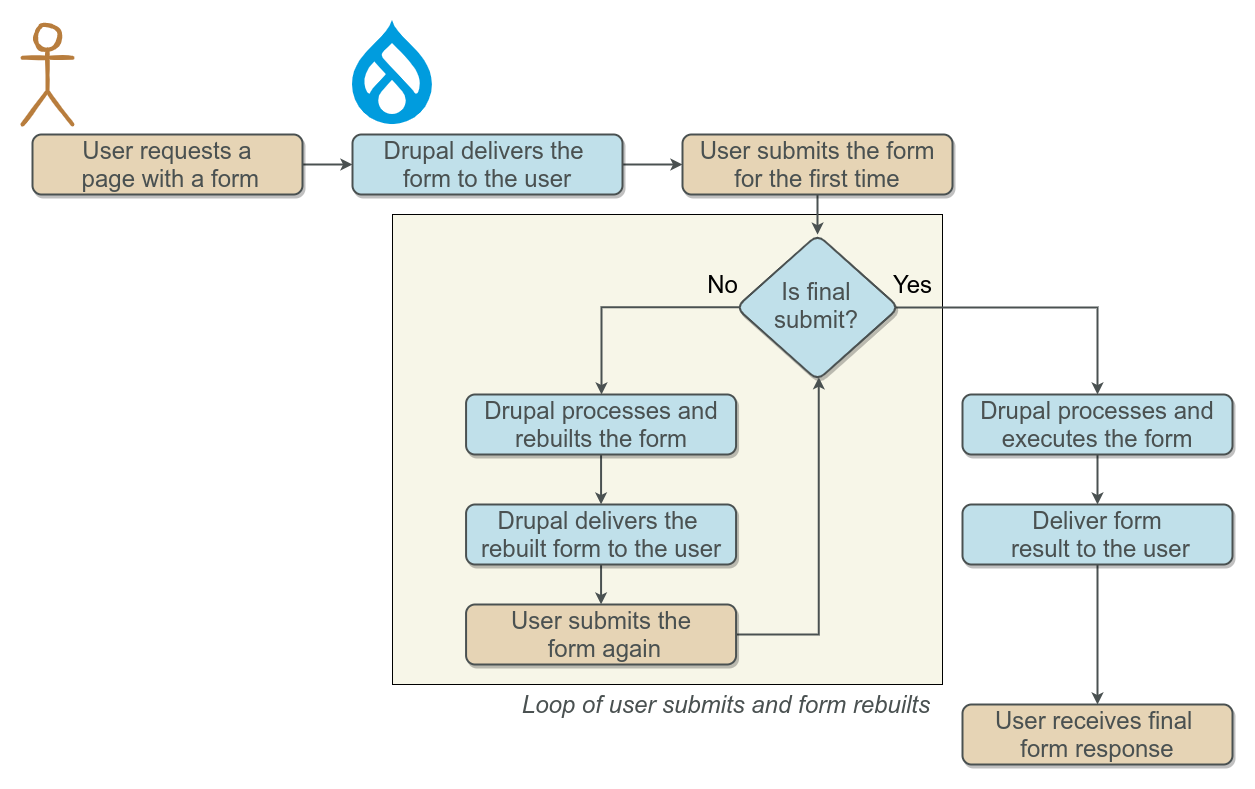 User requests a
page with a form
Drupal delivers the
form to the user
User submits the form
for the first time
No
Is final
submit?
Yes
Drupal processes and
rebuilts the form
Drupal delivers the
rebuilt form to the user
User submits the
form again
Loop of user submits and form rebuilts
Drupal processes and
executes the form
Deliver form
result to the user
User receives final
form response